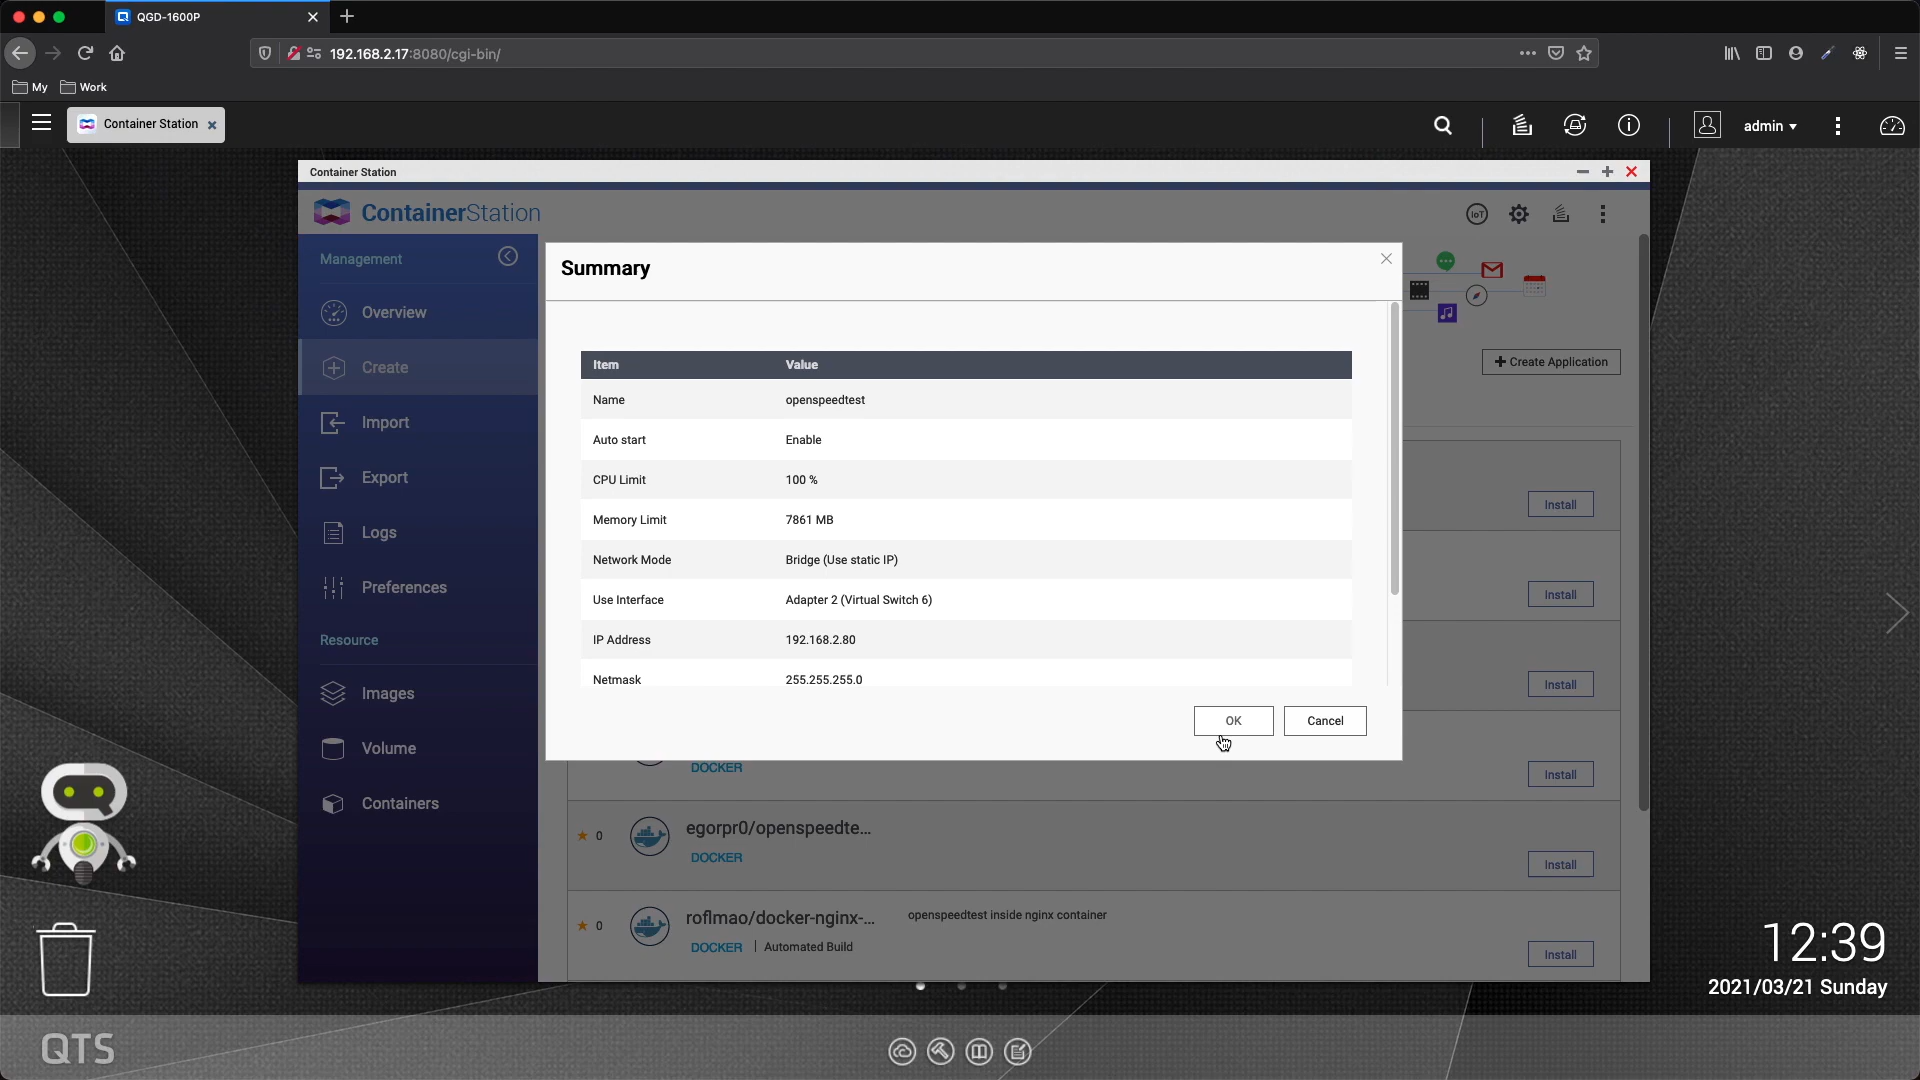 QGD-1600P
192.168.2.17:8080/cgi-bin/
My
Work
Container Station
admin
Container Station
ContainerStation
IoT
Management
Overview
Create
Import
Export
Logs
Preferences
Resource
Images
Volume
Containers
Summary
Item Value
Name openspeedtest
Auto start Enable
CPU Limit 100 %
Memory Limit 7861 MB
Network Mode Bridge (Use static IP)
Use Interface Adapter 2 (Virtual Switch 6)
IP Address 192.168.2.80
Netmask 255.255.255.0
OK
Cancel
+ Create Application
Install
Install
Install
DOCKER
Install
0
egorpr0/openspeedte...
DOCKER
Install
0
roflmao/docker-nginx-...
openspeedtest inside nginx container
DOCKER | Automated Build
Install
12:39
2021/03/21 Sunday
QTS